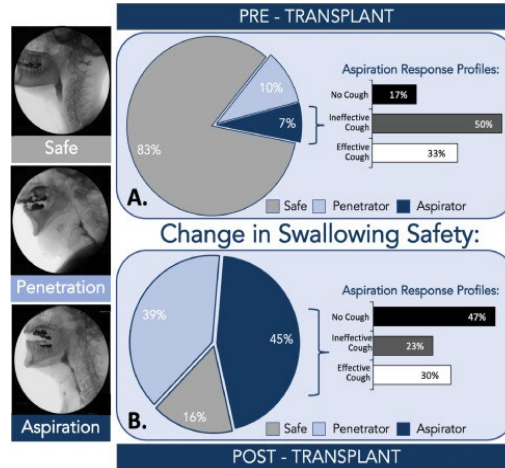 PRE - TRANSPLANT
Safe
Penetration
Aspiration
83%
10%
7%
A.
Aspiration Response Profiles:
No Cough
17%
Ineffective
Cough
50%
Effective
Cough
33%
Safe Penetrator Aspirator
Change in Swallowing Safety:
39%
45%
16%
B.
Aspiration Response Profiles:
No Cough
47%
Ineffective
Cough
23%
Effective
Cough
30%
Safe Penetrator Aspirator
POST - TRANSPLANT